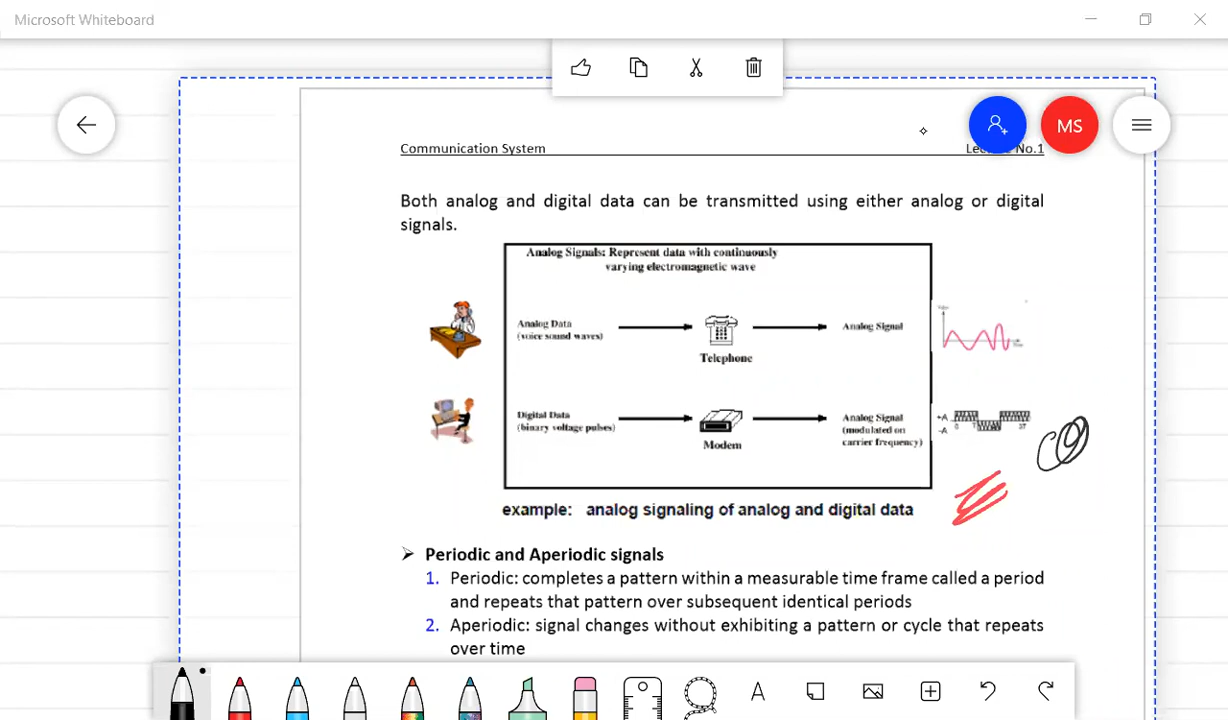 Microsoft Whiteboard
MS
Communication System
No.1
Both analog and digital data can be transmitted using either analog or digital
signals.
Analog Signals: Represent data with continuously
varying electromagnetic wave
Analog Data
(voice sound waves)
Telephone
Analog Signal
Digital Data
(binary voltage pulses)
Modem
Analog Signal
(modulated on
carrier frequency)
+A
-A
0 T 3T
example: analog signaling of analog and digital data
➢ Periodic and Aperiodic signals
1. Periodic: completes a pattern within a measurable time frame called a period
and repeats that pattern over subsequent identical periods
2. Aperiodic: signal changes without exhibiting a pattern or cycle that repeats
over time